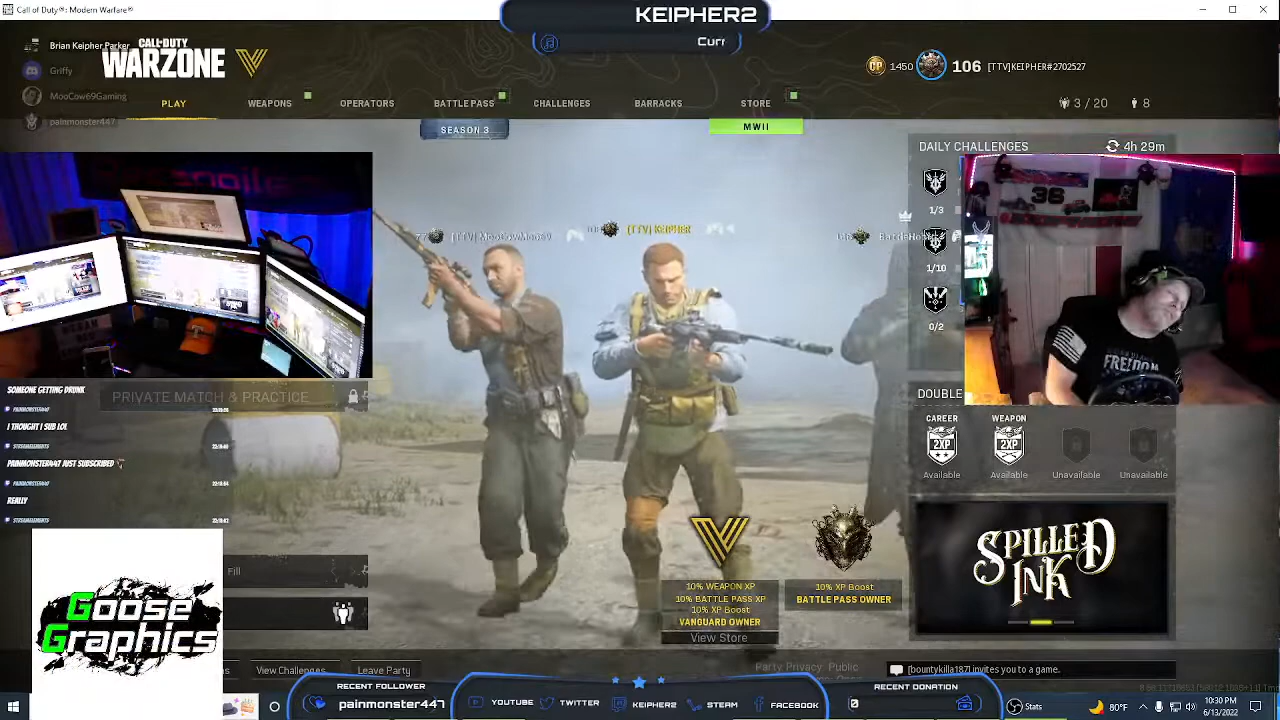 Call of Duty®: Modern Warfare®
KEIPHER2
Curr
Brian Keipher Parker
Griffy
MooCow69Gaming
painmonster447
CALL·DUTY
WARZONE
1450
106
[TTV]KEIPHER#2702527
PLAY
WEAPONS
OPERATORS
BATTLE PASS
CHALLENGES
BARRACKS
STORE
3 / 20
8
SEASON 3
MWII
DAILY CHALLENGES
4h 29m
1/3
1/10
0/2
36
[TTV] KEIPHER
FREEDOM
SOMEONE GETTING DRUNK
PAINMONSTER447
I THOUGHT I SUB LOL
PAINMONSTER447 JUST SUBSCRIBED
PAINMONSTER447
REALLY
PRIVATE MATCH & PRACTICE
DOUBLE
CAREER
WEAPON
2XP
2XP
Available
Available
Unavailable
Unavailable
SPILLED
INK
Fill
Goose
Graphics
10% WEAPON XP
10% BATTLE PASS XP
10% XP Boost
VANGUARD OWNER
View Store
10% XP Boost
BATTLE PASS OWNER
View Challenges
Leave Party
Party Privacy: Public
[bountykilla187] invites you to a game.
RECENT FOLLOWER
painmonster447
YOUTUBE
TWITTER
KEIPHER2
STEAM
FACEBOOK
RECENT DONATION
Stats
80°F
10:30 PM
6/13/2022